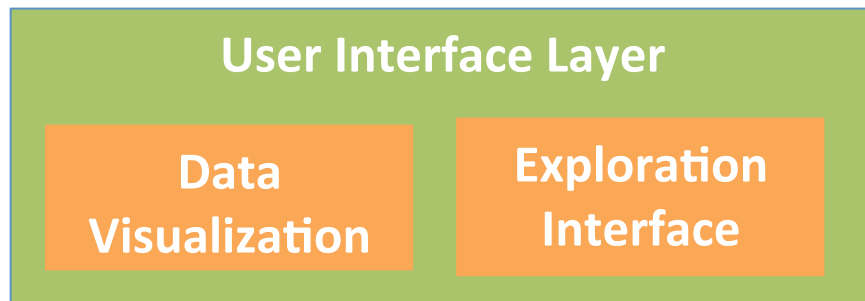 User Interface Layer
Data
Visualization
Exploration
Interface